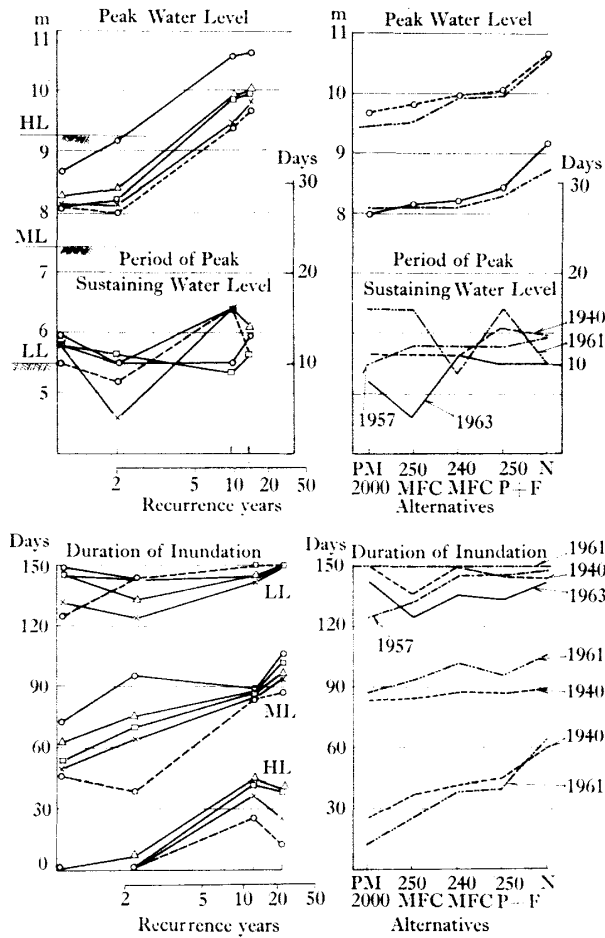 m Peak Water Level
11
10
HL
9
Days
30
8
ML
20
7
Period of Peak
Sustaining Water Level
6
LL
10
5
2 5 10 20 50
Recurrence years
Peak Water Level
11
10
9
Days
30
8
20
7
Period of Peak
Sustaining Water Level
6
1940
1961
10
5
1957
1963
PM 250 240 250 N
2000 MFC MFC P+F
Alternatives
Days Duration of Inundation
150
LL
120
90
ML
60
HL
30
0
2 5 10 20 50
Recurrence years
Days Duration of Inundation
1961
150
1940
1963
120
1957
1961
90
1940
1940
60
1961
30
PM 250 240 250 N
2000 MFC MFC P+F
Alternatives